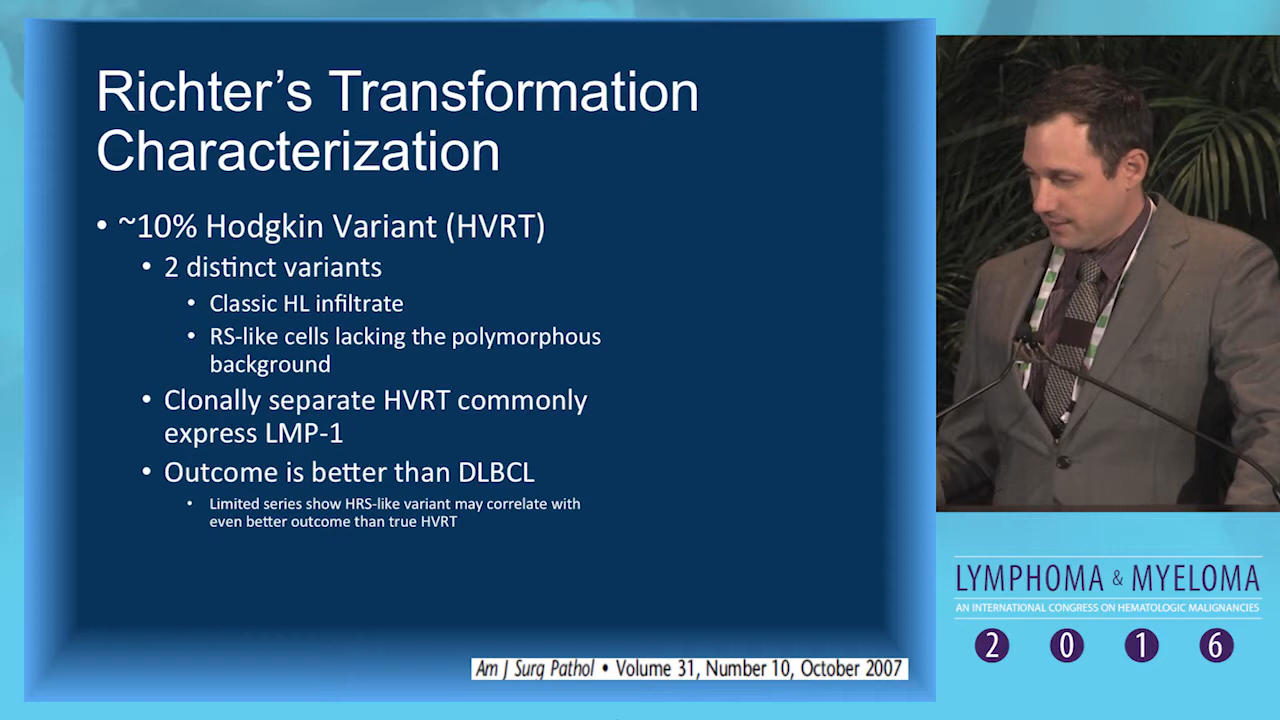 Richter's Transformation
Characterization
• ~10% Hodgkin Variant (HVRT)
• 2 distinct variants
• Classic HL infiltrate
• RS-like cells lacking the polymorphous
background
• Clonally separate HVRT commonly
express LMP-1
• Outcome is better than DLBCL
• Limited series show HRS-like variant may correlate with
even better outcome than true HVRT
Am J Surg Pathol • Volume 31, Number 10, October 2007
LYMPHOMA & MYELOMA
AN INTERNATIONAL CONGRESS ON HEMATOLOGIC MALIGNANCIES
2 0 1 6